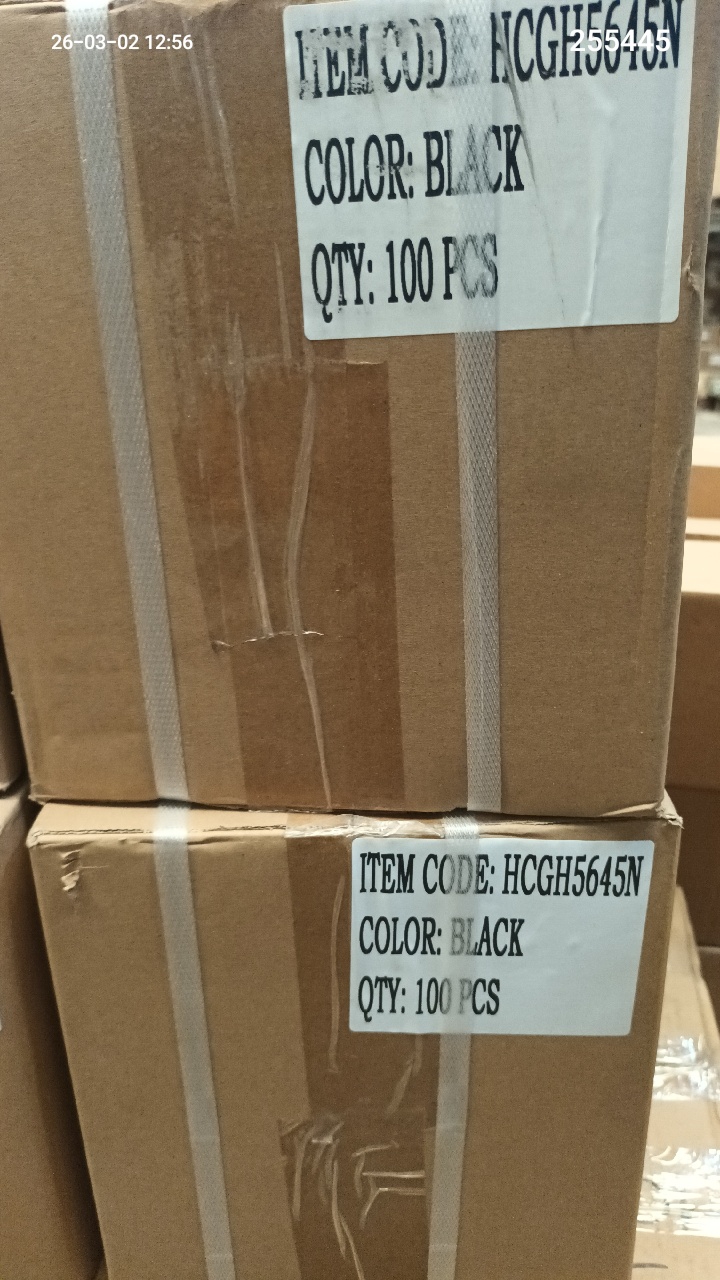 26-03-02 12:56
255445
ITEM CODE: HCGH5645N
COLOR: BLACK
QTY: 100 PCS
ITEM CODE: HCGH5645N
COLOR: BLACK
QTY: 100 PCS